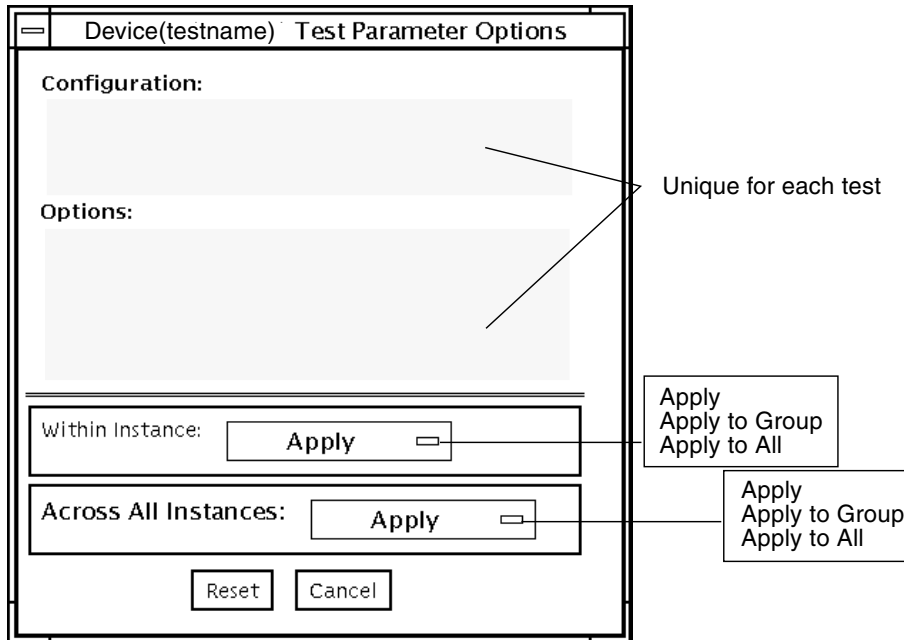 Device(testname) Test Parameter Options
Configuration:
Unique for each test
Options:
Within Instance: Apply
Apply
Apply to Group
Apply to All
Across All Instances: Apply
Apply
Apply to Group
Apply to All
Reset Cancel